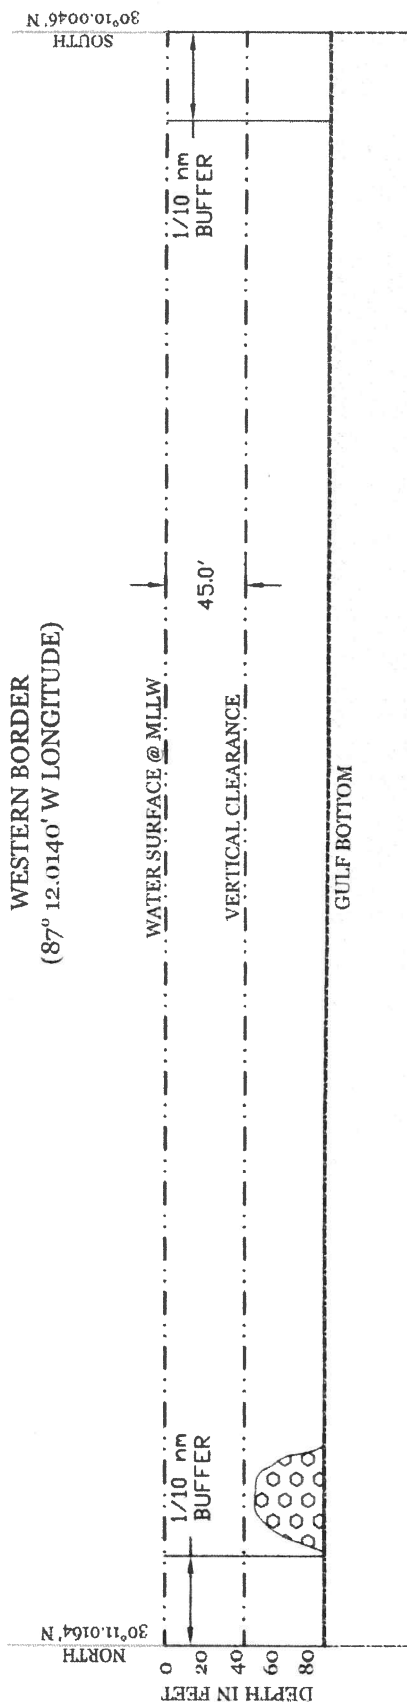 WESTERN BORDER
(87° 12.0140' W LONGITUDE)
NORTH
30°11.0164' N
SOUTH
30°10.0046' N
WATER SURFACE @ MLLW
1/10 nm
BUFFER
45.0'
1/10 nm
BUFFER
VERTICAL CLEARANCE
GULF BOTTOM
DEPTH IN FEET
0
20
40
60
80